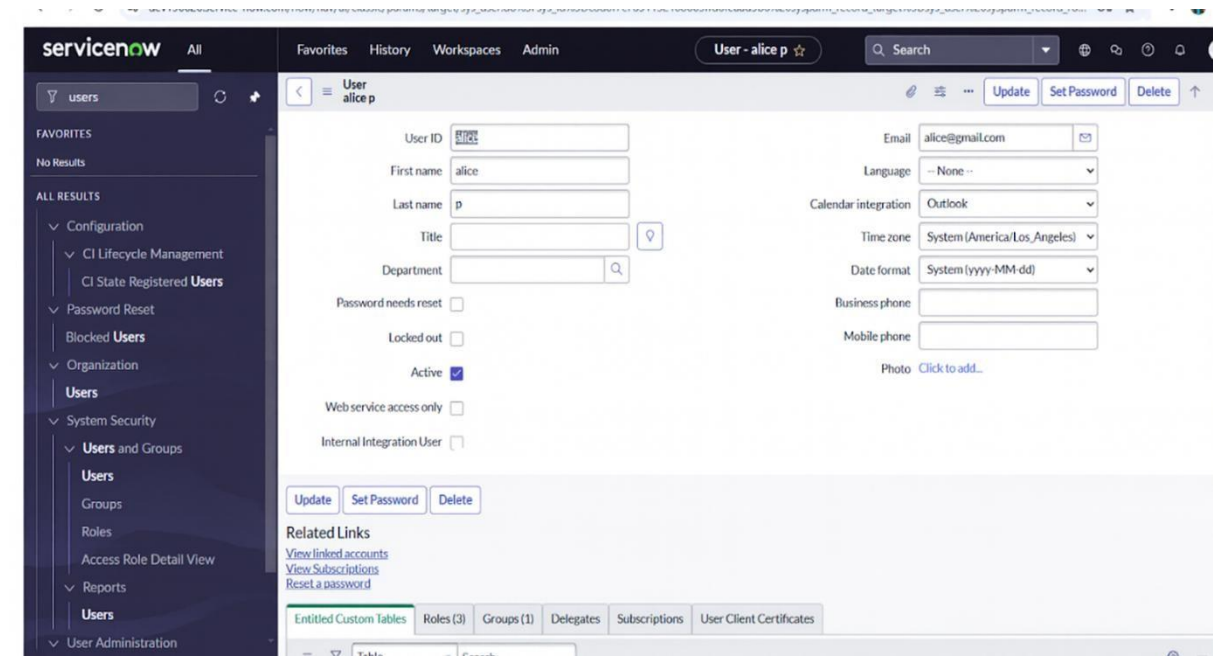 servicenow All Favorites History Workspaces Admin User - alice p ☆ Search
users
FAVORITES
No Results
ALL RESULTS
Configuration
CI Lifecycle Management
CI State Registered Users
Password Reset
Blocked Users
Organization
Users
System Security
Users and Groups
Users
Groups
Roles
Access Role Detail View
Reports
Users
User Administration
User
alice p
Update Set Password Delete
User ID alice
First name alice
Last name p
Title
Department
Password needs reset
Locked out
Active
Web service access only
Internal Integration User
Email alice@gmail.com
Language -- None --
Calendar integration Outlook
Time zone System (America/Los_Angeles)
Date format System (yyyy-MM-dd)
Business phone
Mobile phone
Photo Click to add...
Update Set Password Delete
Related Links
View linked accounts
View Subscriptions
Reset a password
Entitled Custom Tables Roles (3) Groups (1) Delegates Subscriptions User Client Certificates
Table Search